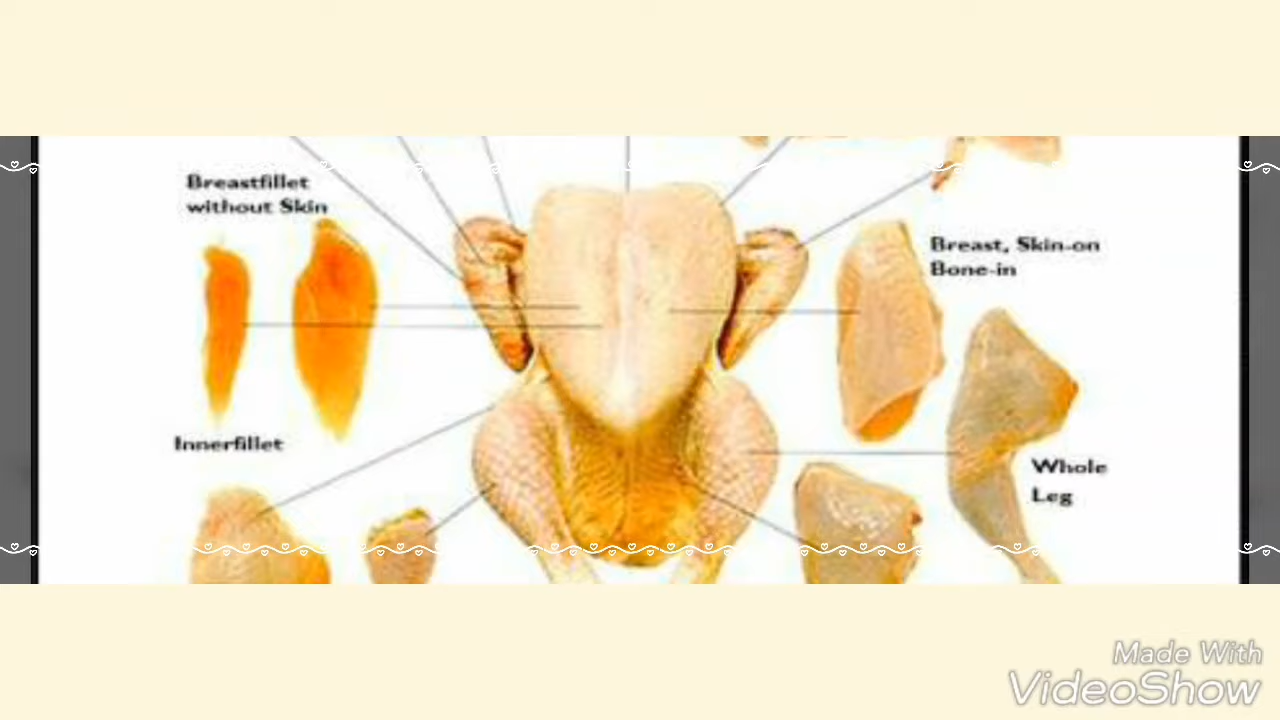 Breastfillet
without Skin
Breast, Skin-on
Bone-in
Innerfillet
Whole
Leg
Made With
VideoShow